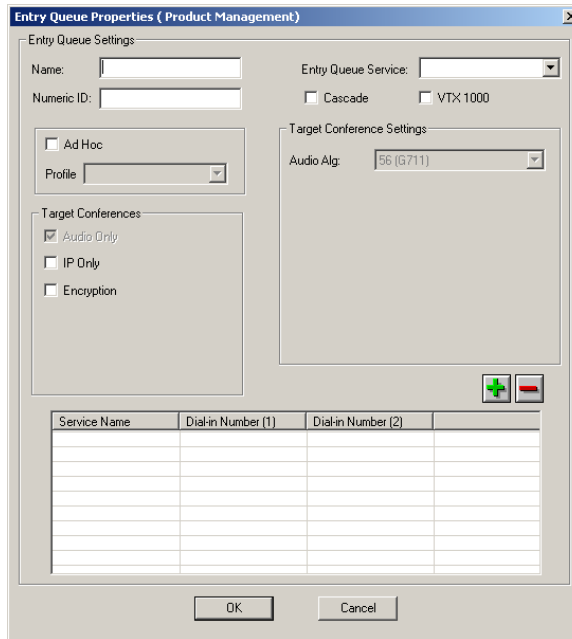 Entry Queue Properties ( Product Management)
Entry Queue Settings
Name:
Entry Queue Service:
Numeric ID:
Cascade
VTX 1000
Ad Hoc
Profile
Target Conference Settings
Audio Alg:
56 (G711)
Target Conferences
Audio Only
IP Only
Encryption
Service Name
Dial-in Number (1)
Dial-in Number (2)
OK
Cancel